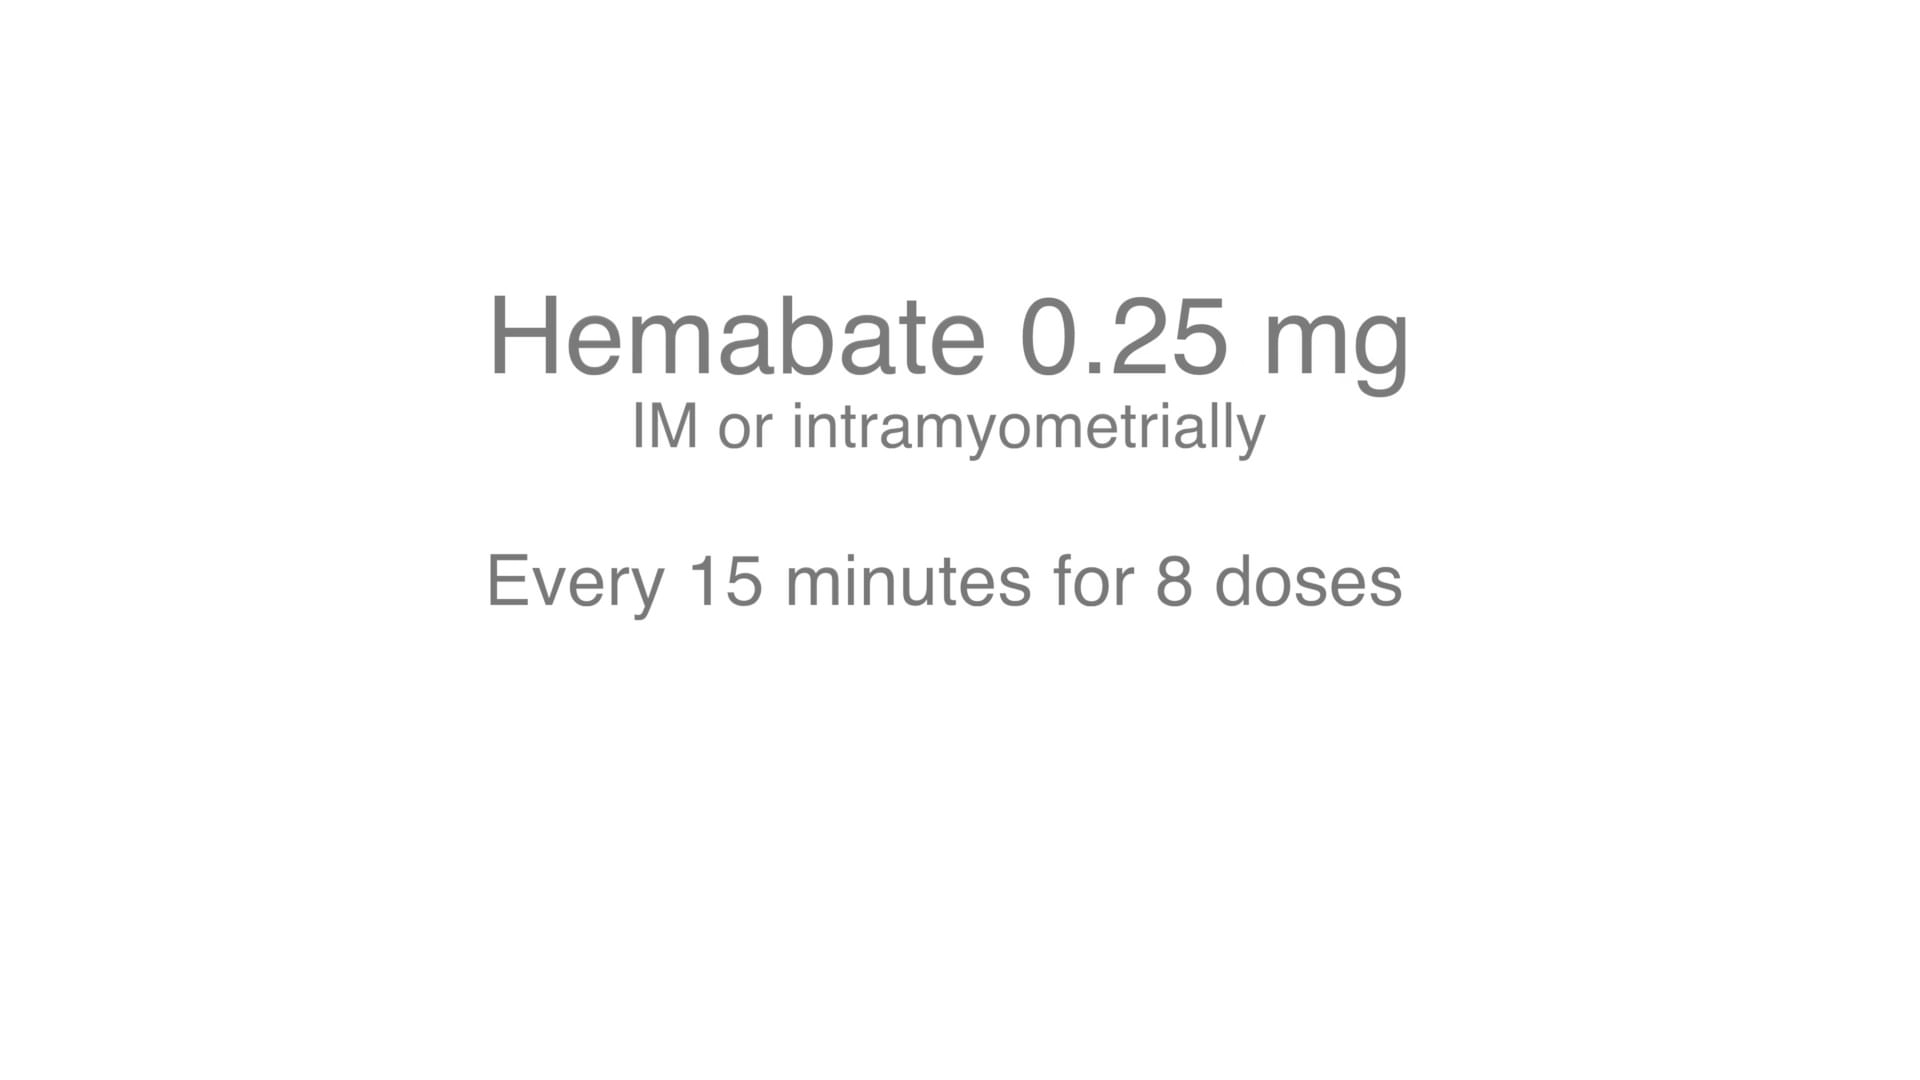 Hemabate 0.25 mg
IM or intramyometrially
Every 15 minutes for 8 doses